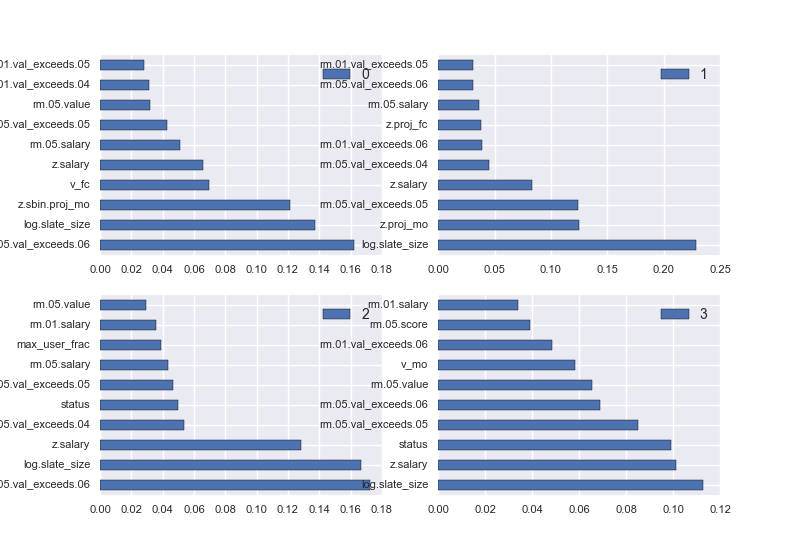 01.val_exceeds.05
01.val_exceeds.04
rm.05.value
05.val_exceeds.05
rm.05.salary
z.salary
v_fc
z.sbin.proj_mo
log.slate_size
05.val_exceeds.06
0.00 0.02 0.04 0.06 0.08 0.10 0.12 0.14 0.16 0.18
0
rm.01.val_exceeds.05
rm.05.val_exceeds.06
rm.05.salary
z.proj_fc
rm.01.val_exceeds.06
rm.05.val_exceeds.04
z.salary
rm.05.val_exceeds.05
z.proj_mo
log.slate_size
0.00 0.05 0.10 0.15 0.20 0.25
1
rm.05.value
rm.01.salary
max_user_frac
rm.05.salary
05.val_exceeds.05
status
05.val_exceeds.04
z.salary
log.slate_size
05.val_exceeds.06
0.00 0.02 0.04 0.06 0.08 0.10 0.12 0.14 0.16 0.18
2
rm.01.salary
rm.05.score
rm.01.val_exceeds.06
v_mo
rm.05.value
rm.05.val_exceeds.06
rm.05.val_exceeds.05
status
z.salary
log.slate_size
0.00 0.02 0.04 0.06 0.08 0.10 0.12
3